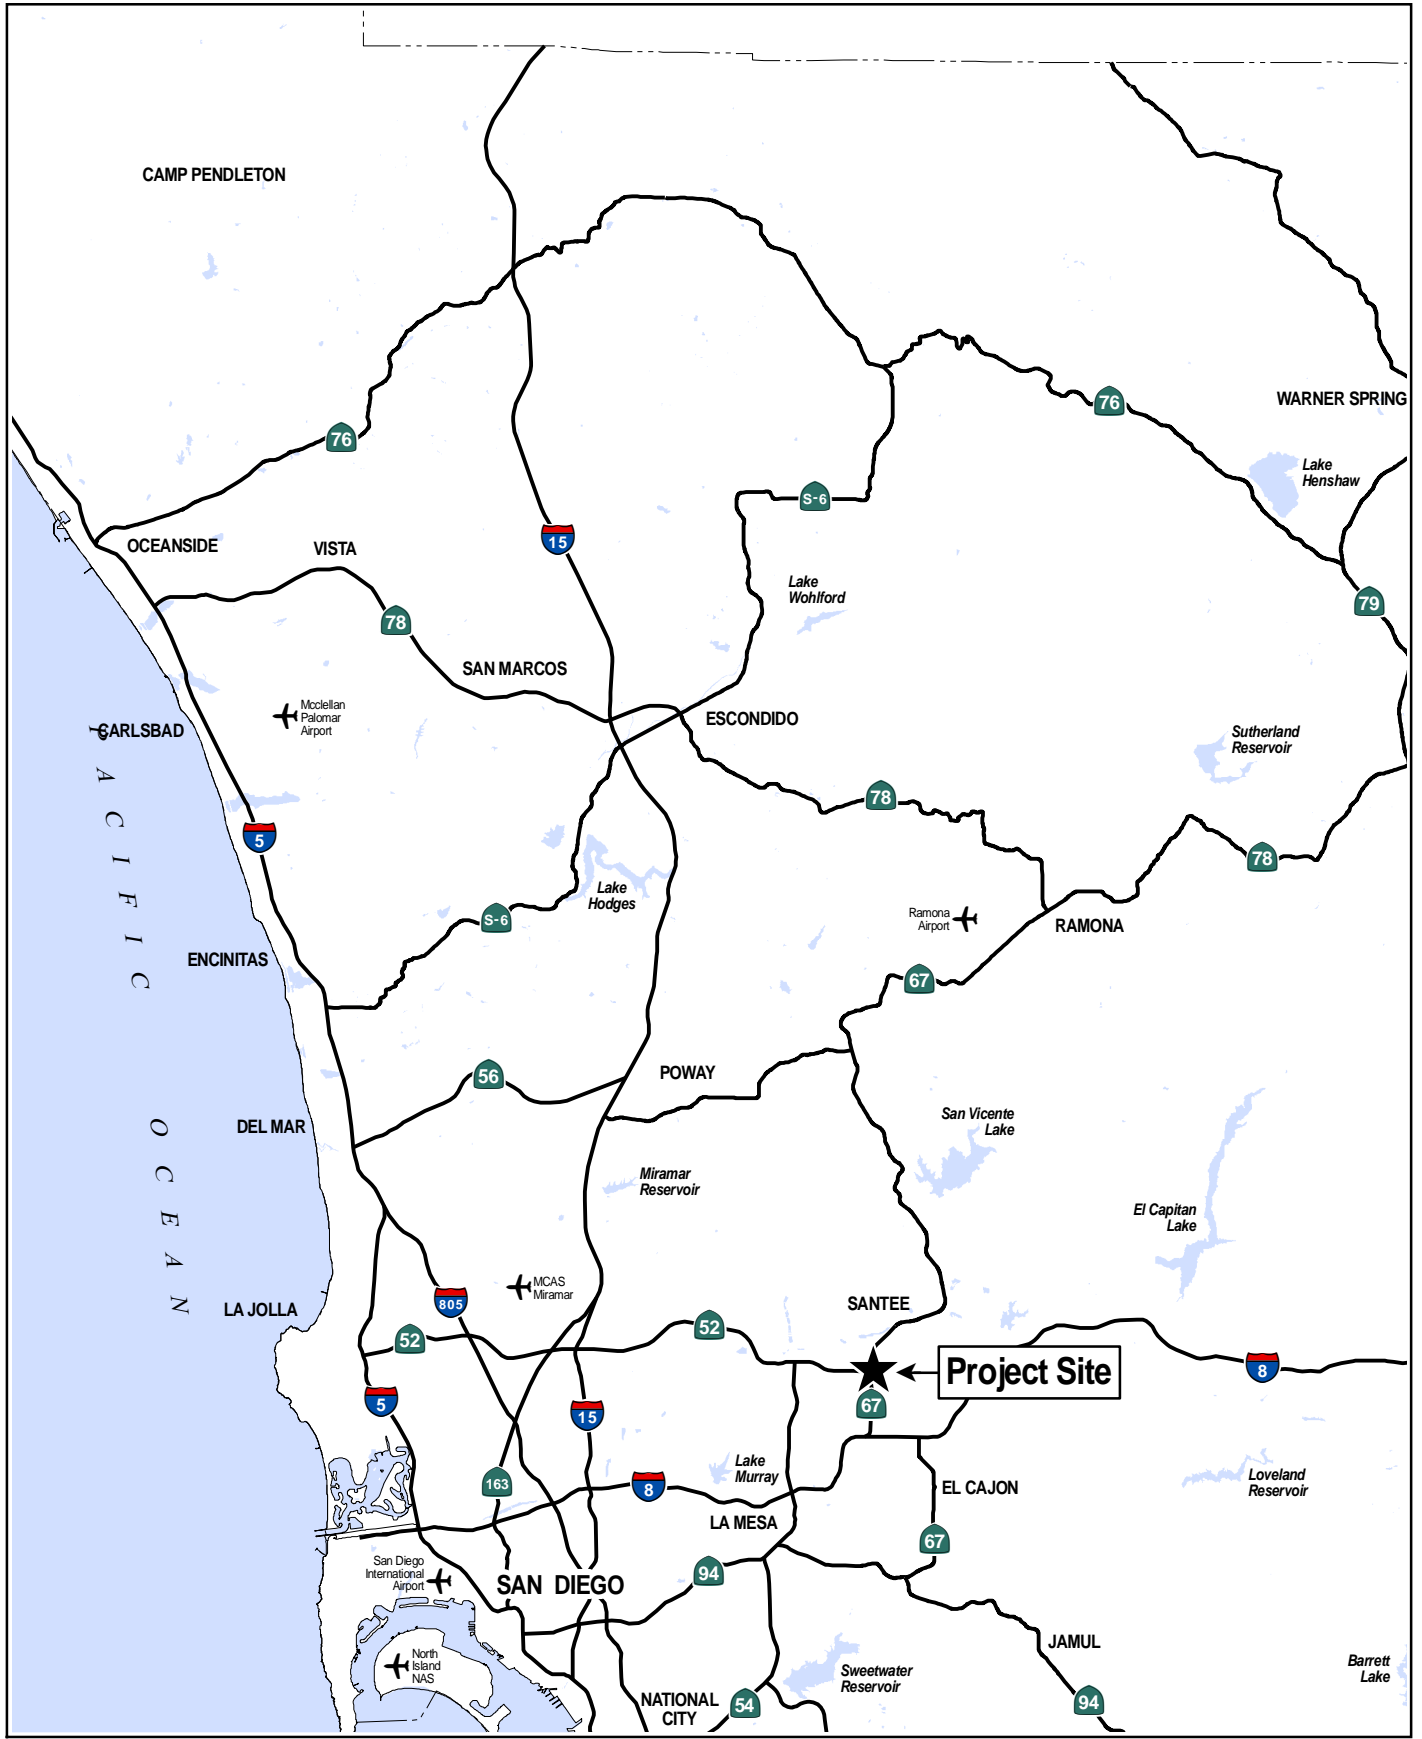 CAMP PENDLETON
WARNER SPRING
76
76
Lake
Henshaw
S-6
15
OCEANSIDE
VISTA
Lake
Wohlford
79
78
SAN MARCOS
Mcclellan
Palomar
Airport
CARLSBAD
ESCONDIDO
Sutherland
Reservoir
78
5
78
Lake
Hodges
S-6
Ramona
Airport
RAMONA
ENCINITAS
67
PACIFIC
OCEAN
56
POWAY
DEL MAR
San Vicente
Lake
Miramar
Reservoir
El Capitan
Lake
MCAS
Miramar
805
LA JOLLA
SANTEE
52
52
Project Site
8
5
67
15
163
8
Lake
Murray
EL CAJON
Loveland
Reservoir
LA MESA
67
San Diego
International
Airport
SAN DIEGO
94
JAMUL
North
Island
NAS
Sweetwater
Reservoir
Barrett
Lake
NATIONAL
CITY
54
94